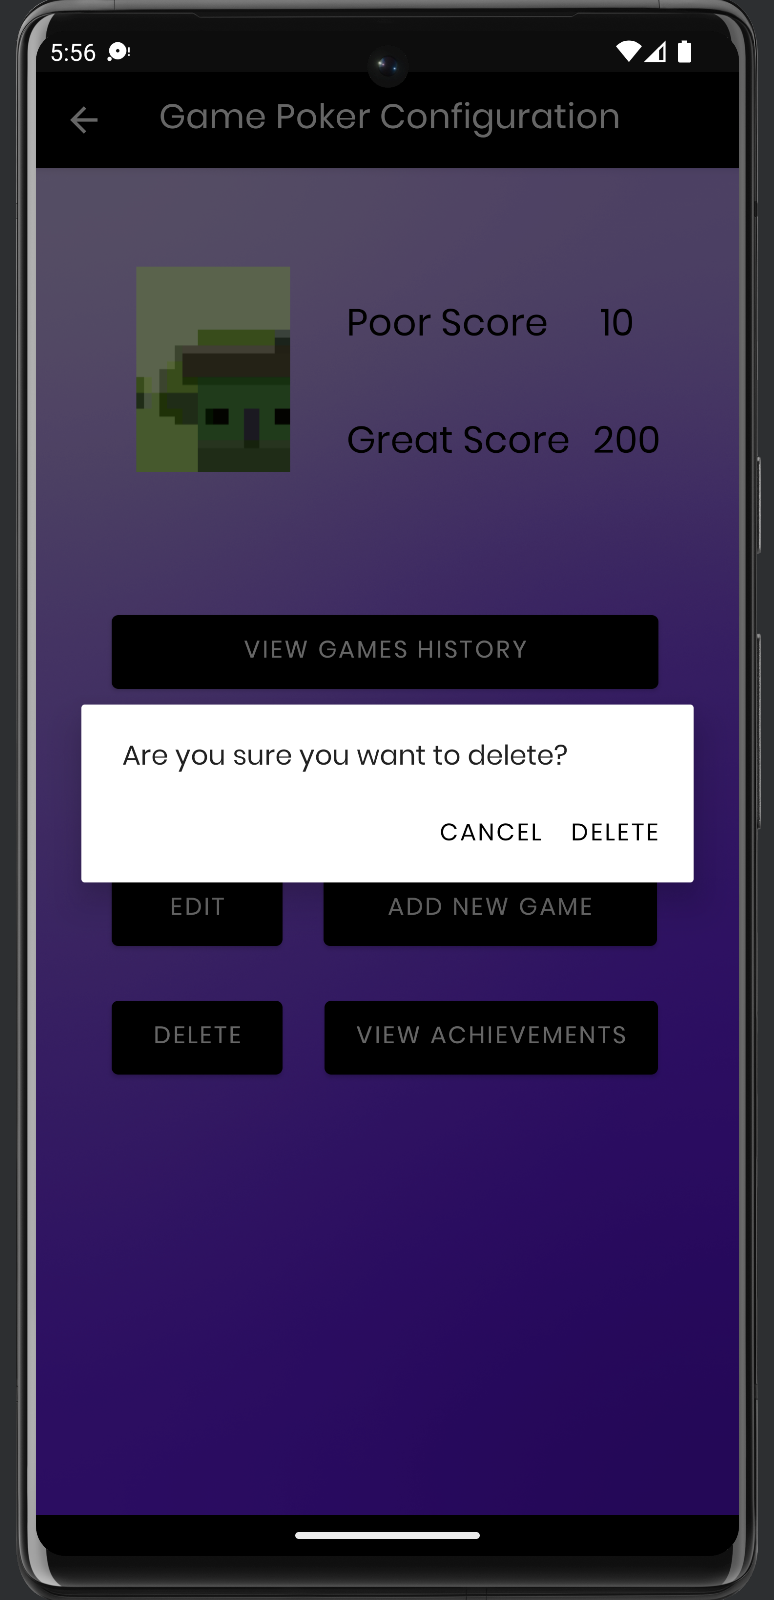 5:56
Game Poker Configuration
Poor Score 10
Great Score 200
VIEW GAMES HISTORY
Are you sure you want to delete?
CANCEL DELETE
EDIT ADD NEW GAME
DELETE VIEW ACHIEVEMENTS